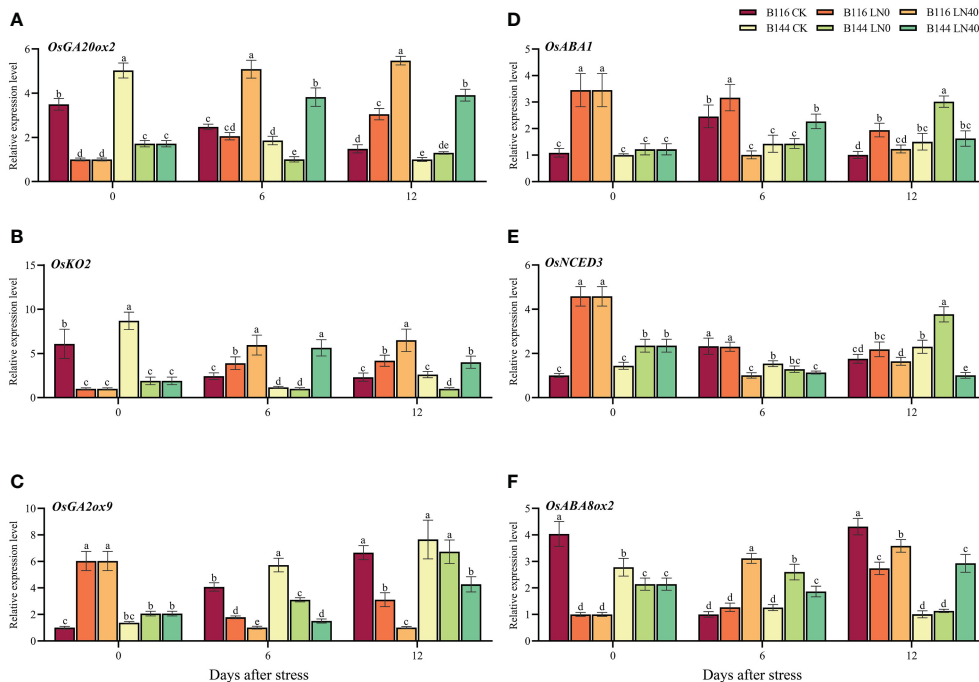 A
OsGA20ox2
Relative expression level
6
4
2
0
b d d a c c
c cd a c e b
d c a e de b
0 6 12
B
OsKO2
Relative expression level
15
10
5
0
b c c a c c
c b a d d a
c b a c d b
0 6 12
C
OsGA2ox9
Relative expression level
10
8
6
4
2
0
c a a bc b b
b d e a c d
a c c a a b
0 6 12
Days after stress
D
B116 CK B116 LN0 B116 LN40
B144 CK B144 LN0 B144 LN40
OsABA1
Relative expression level
5
4
3
2
1
0
c a a c c c
b a c c c b
d b cd bc a bc
0 6 12
E
OsNCED3
Relative expression level
6
4
2
0
d a a c b b
a a c b bc c
cd bc d b a e
0 6 12
F
OsABA8ox2
Relative expression level
6
5
4
3
2
1
0
a d d b c c
d d a d b c
a c b d d c
0 6 12
Days after stress